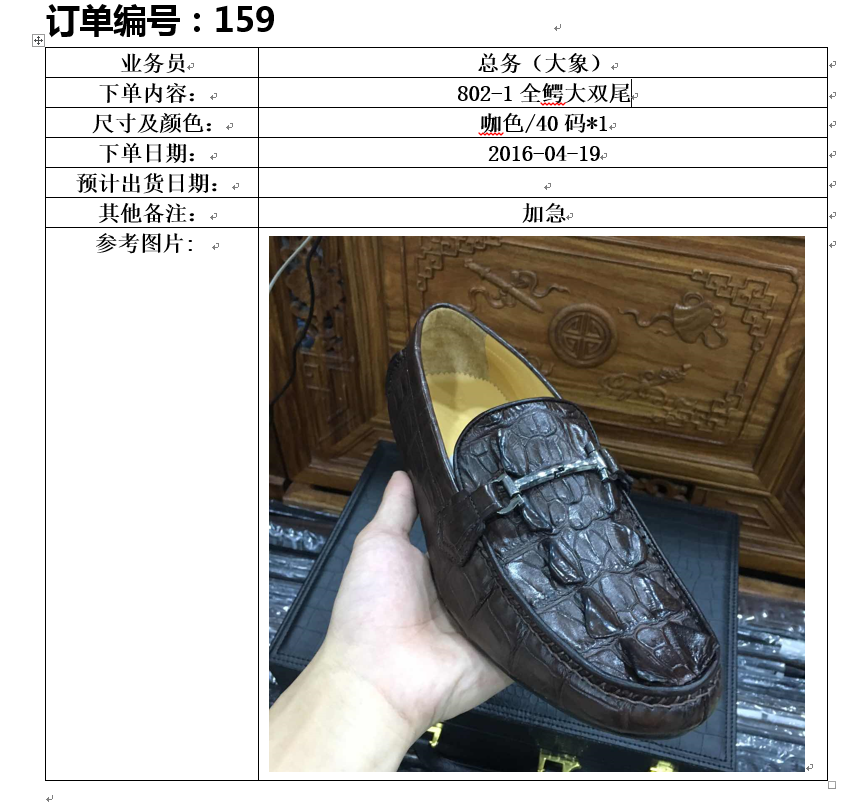 订单编号：159
业务员 总务（大象）
下单内容： 802-1 全鳄大双尾
尺寸及颜色： 咖色/40 码*1
下单日期： 2016-04-19
预计出货日期：
其他备注： 加急
参考图片: